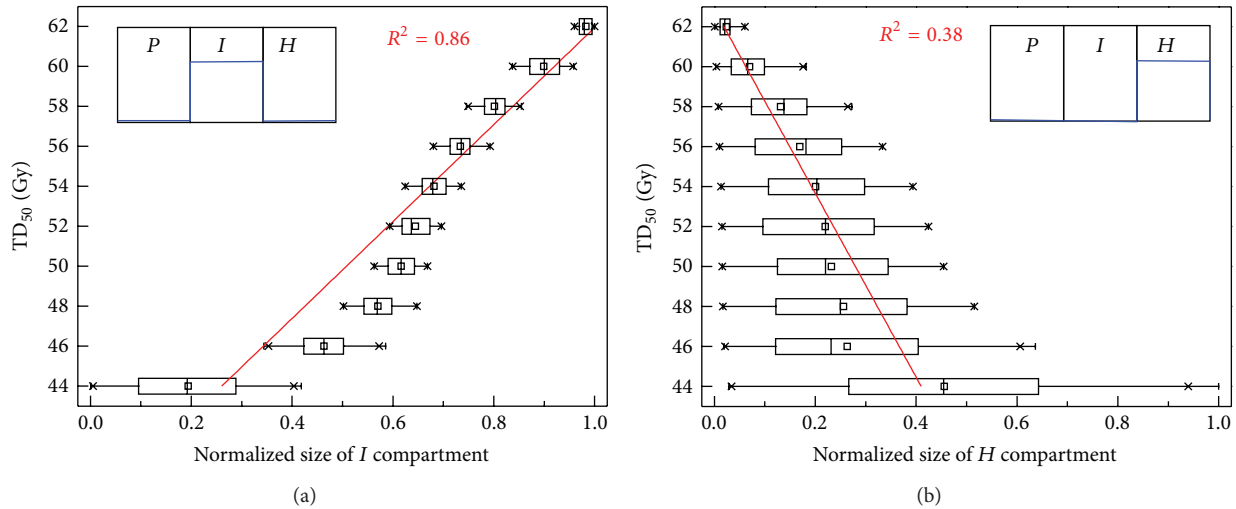 P I H
R² = 0.86
62
60
58
56
54
52
50
48
46
44
TD₅₀ (Gy)
0.0 0.2 0.4 0.6 0.8 1.0
Normalized size of I compartment
(a)
P I H
R² = 0.38
62
60
58
56
54
52
50
48
46
44
TD₅₀ (Gy)
0.0 0.2 0.4 0.6 0.8 1.0
Normalized size of H compartment
(b)